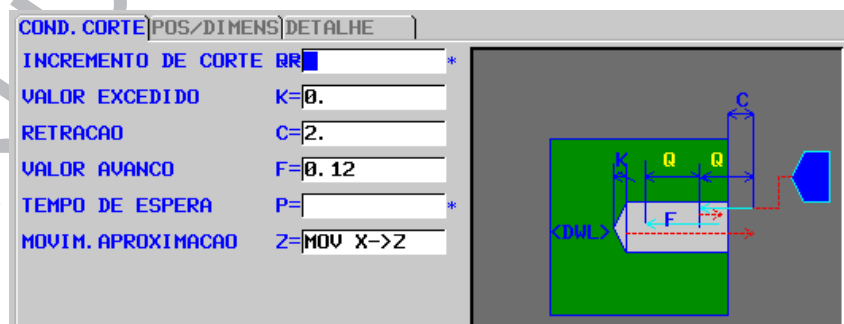 COND. CORTE POS/DIMENS DETALHE
INCREMENTO DE CORTE *
VALOR EXCEDIDO K=0.
RETRACAO C=2.
VALOR AVANCO F=0.12
TEMPO DE ESPERA P= *
MOVIM. APROXIMACAO Z=MOV X->Z
C
K Q Q
F
<DWL>